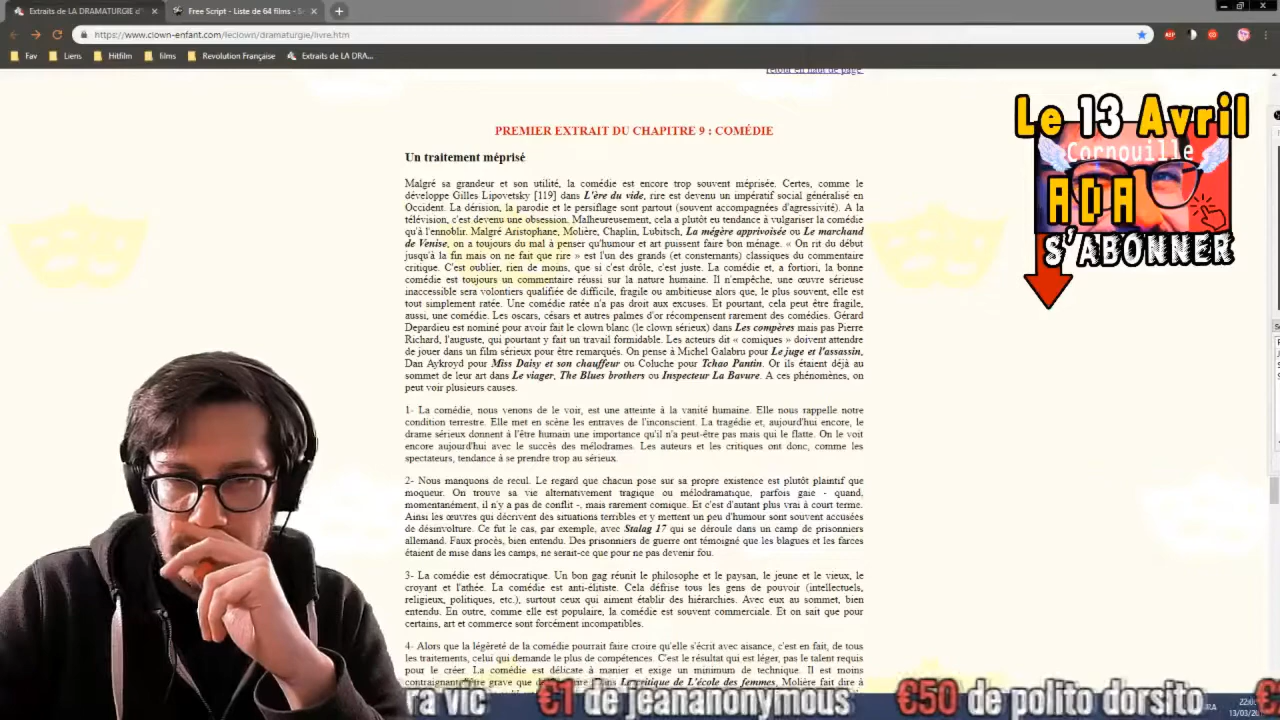 Extraits de LA DRAMATURGIE d
Free Script - Liste de 64 films - S
https://www.clown-enfant.com/leclown/dramaturgie/livre.htm
Fav
Liens
Hitfilm
films
Revolution Française
Extraits de LA DRA...
retour en haut de page
PREMIER EXTRAIT DU CHAPITRE 9 : COMÉDIE
Un traitement méprisé
Malgré sa grandeur et son utilité, la comédie est encore trop souvent méprisée. Certes, comme le
développe Gilles Lipovetsky [119] dans L'ère du vide, rire est devenu un impératif social généralisé en
Occident. La dérision, la parodie et le persiflage sont partout (souvent accompagnées d'agressivité). A la
télévision, c'est devenu une obsession. Malheureusement, cela a plutôt eu tendance à vulgariser la comédie
qu'à l'ennoblir. Malgré Aristophane, Molière, Chaplin, Lubitsch, La mégère apprivoisée ou Le marchand
de Venise, on a toujours du mal à penser qu'humour et art puissent faire bon ménage. « On rit du début
jusqu'à la fin mais on ne fait que rire » est l'un des grands (et consternants) classiques du commentaire
critique. C'est oublier, rien de moins, que si c'est drôle, c'est juste. La comédie et, a fortiori, la bonne
comédie est toujours un commentaire réussi sur la nature humaine. Il n'empêche, une œuvre sérieuse
inaccessible sera volontiers qualifiée de difficile, fragile ou ambitieuse alors que, le plus souvent, elle est
tout simplement ratée. Une comédie ratée n'a pas droit aux excuses. Et pourtant, cela peut être fragile,
aussi, une comédie. Les oscars, césars et autres palmes d'or récompensent rarement des comédies. Gérard
Depardieu est nominé pour avoir fait le clown blanc (le clown sérieux) dans Les compères mais pas Pierre
Richard, l'auguste, qui pourtant y fait un travail formidable. Les acteurs dit « comiques » doivent attendre
de jouer dans un film sérieux pour être remarqués. On pense à Michel Galabru pour Le juge et l'assassin,
Dan Aykroyd pour Miss Daisy et son chauffeur ou Coluche pour Tchao Pantin. Or ils étaient déjà au
sommet de leur art dans Le viager, The Blues brothers ou Inspecteur La Bavure. A ces phénomènes, on
peut voir plusieurs causes.
1- La comédie, nous venons de le voir, est une atteinte à la vanité humaine. Elle nous rappelle notre
condition terrestre. Elle met en scène les entraves de l'inconscient. La tragédie et, aujourd'hui encore, le
drame sérieux donnent à l'être humain une importance qu'il n'a peut-être pas mais qui le flatte. On le voit
encore aujourd'hui avec le succès des mélodrames. Les auteurs et les critiques ont donc, comme les
spectateurs, tendance à se prendre trop au sérieux.
2- Nous manquons de recul. Le regard que chacun pose sur sa propre existence est plutôt plaintif que
moqueur. On trouve sa vie alternativement tragique ou mélodramatique, parfois gaie - quand,
momentanément, il n'y a pas de conflit -, mais rarement comique. Et c'est d'autant plus vrai à court terme.
Ainsi les œuvres qui décrivent des situations terribles et y mettent un peu d'humour sont souvent accusées
de désinvolture. Ce fut le cas, par exemple, avec Stalag 17 qui se déroule dans un camp de prisonniers
allemand. Faux procès, bien entendu. Des prisonniers de guerre ont témoigné que les blagues et les farces
étaient de mise dans les camps, ne serait-ce que pour ne pas devenir fou.
3- La comédie est démocratique. Un bon gag réunit le philosophe et le paysan, le jeune et le vieux, le
croyant et l'athée. La comédie est anti-élitiste. Cela défrise tous les gens de pouvoir (intellectuels,
religieux, politiques, etc.), surtout ceux qui aiment établir des hiérarchies. Avec eux au sommet, bien
entendu. En outre, comme elle est populaire, la comédie est souvent commerciale. Et on sait que pour
certains, art et commerce sont forcément incompatibles.
4- Alors que la légèreté de la comédie pourrait faire croire qu'elle s'écrit avec aisance, c'est en fait, de tous
les traitements, celui qui demande le plus de compétences. C'est le résultat qui est léger, pas le talent requis
pour le créer. La comédie est délicate à manier et exige un minimum de technique. Il est moins
critique de L'école des femmes, Molière fait dire à
Le 13 Avril
Cornouille
ADA
S'ABONNER
ra vic €1 de jeananonymous €50 de polito dorsito